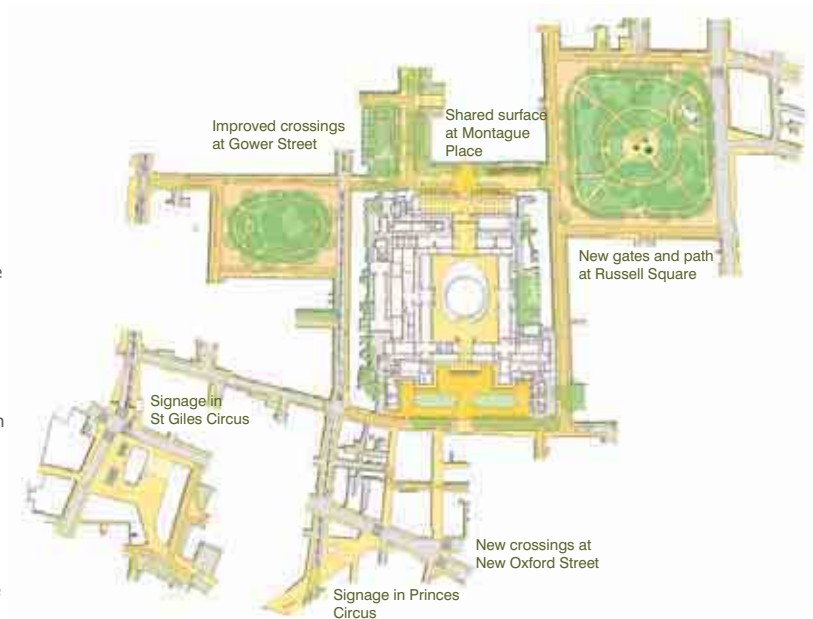 Improved crossings
at Gower Street
Shared surface
at Montague
Place
New gates and path
at Russell Square
Signage in
St Giles Circus
New crossings at
New Oxford Street
Signage in Princes
Circus